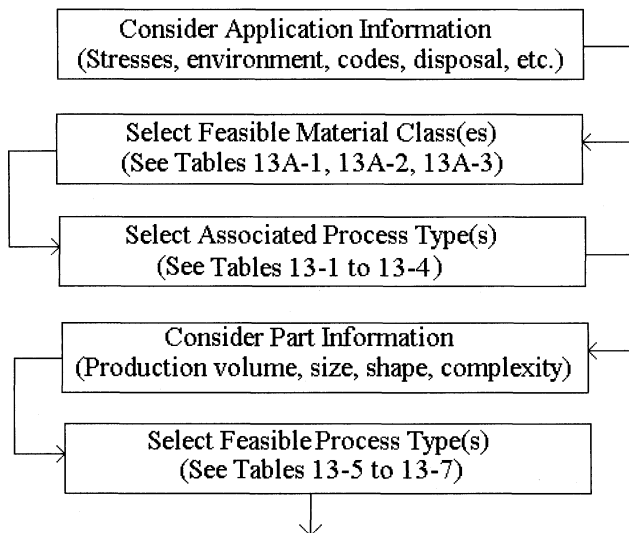 Consider Application Information
(Stresses, environment, codes, disposal, etc.)
Select Feasible Material Class(es)
(See Tables 13A-1, 13A-2, 13A-3)
Select Associated Process Type(s)
(See Tables 13-1 to 13-4)
Consider Part Information
(Production volume, size, shape, complexity)
Select Feasible Process Type(s)
(See Tables 13-5 to 13-7)